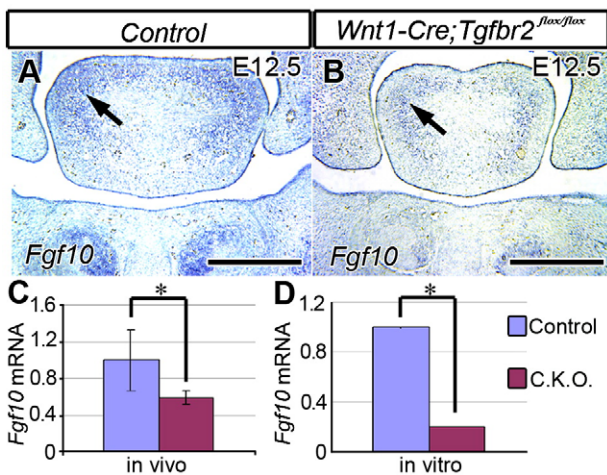 Control
Wnt1-Cre;Tgfbr2flox/flox
A
E12.5
B
E12.5
Fgf10
Fgf10
C
*
1.6
1.2
0.8
0.4
Fgf10 mRNA
in vivo
D
*
1.2
0.8
0.4
0
Fgf10 mRNA
in vitro
Control
C.K.O.